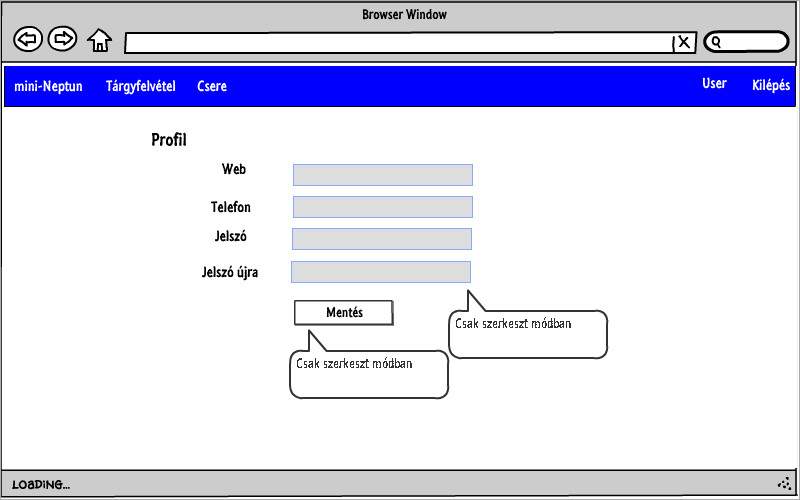 Browser Window
X
mini-Neptun Tárgyfelvétel Csere User Kilépés
Profil
Web
Telefon
Jelszó
Jelszó újra
Mentés
Csak szerkeszt módban
Csak szerkeszt módban
LOADING...